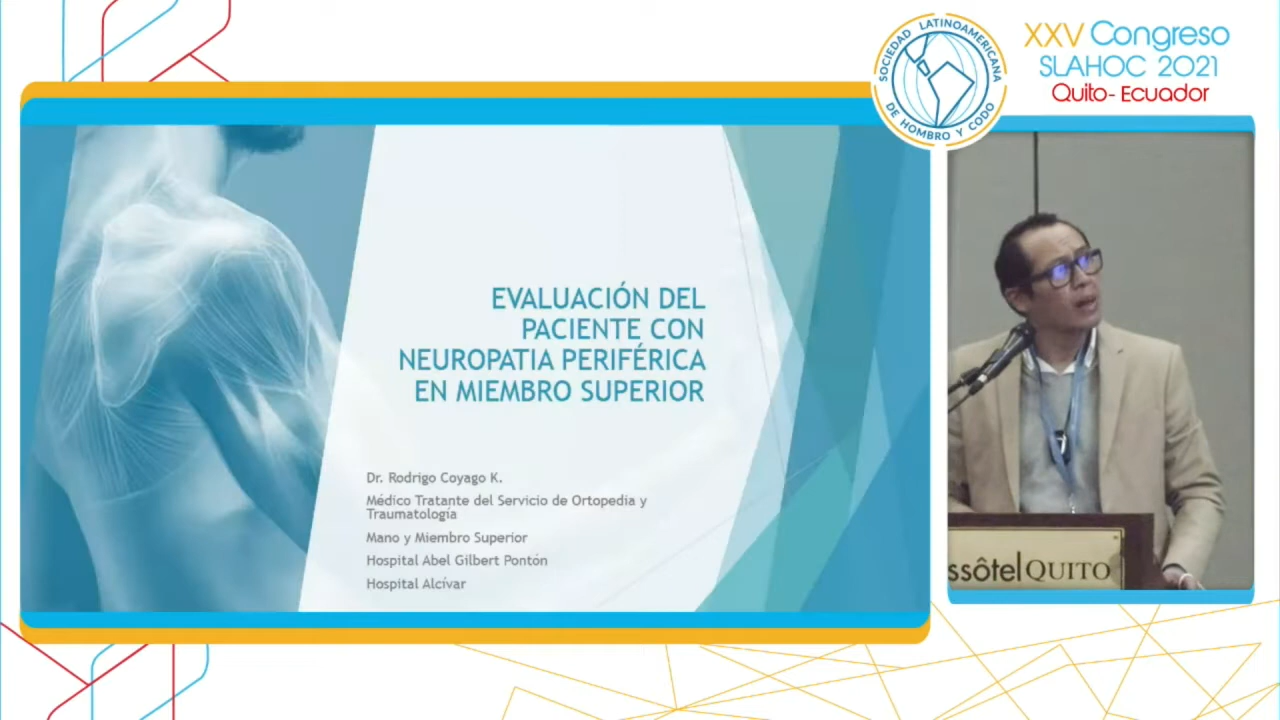 SOCIEDAD LATINOAMERICANA
DE HOMBRO Y CODO
XXV Congreso
SLAHOC 2021
Quito- Ecuador
EVALUACIÓN DEL
PACIENTE CON
NEUROPATIA PERIFÉRICA
EN MIEMBRO SUPERIOR
Dr. Rodrigo Coyago K.
Médico Tratante del Servicio de Ortopedia y
Traumatología
Mano y Miembro Superior
Hospital Abel Gilbert Pontón
Hospital Alcívar
ssôtel QUITO